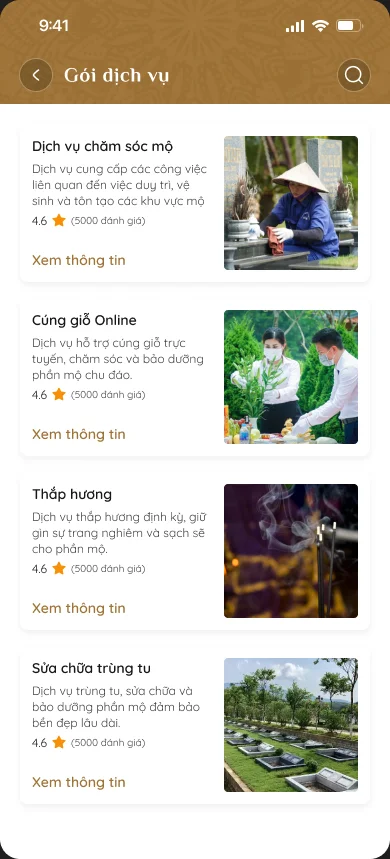 9:41
Gói dịch vụ
Dịch vụ chăm sóc mộ
Dịch vụ cung cấp các công việc
liên quan đến việc duy trì, vệ
sinh và tôn tạo các khu vực mộ
4.6 (5000 đánh giá)
Xem thông tin
Cúng giỗ Online
Dịch vụ hỗ trợ cúng giỗ trực
tuyến, chăm sóc và bảo dưỡng
phần mộ chu đáo.
4.6 (5000 đánh giá)
Xem thông tin
Thắp hương
Dịch vụ thắp hương định kỳ, giữ
gìn sự trang nghiêm và sạch sẽ
cho phần mộ.
4.6 (5000 đánh giá)
Xem thông tin
Sửa chữa trùng tu
Dịch vụ trùng tu, sửa chữa và
bảo dưỡng phần mộ đảm bảo
bền đẹp lâu dài.
4.6 (5000 đánh giá)
Xem thông tin